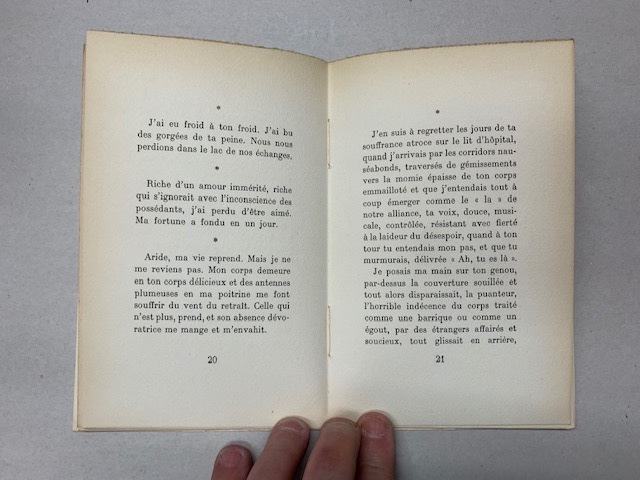 *
J'ai eu froid à ton froid. J'ai bu
des gorgées de ta peine. Nous nous
perdions dans le lac de nos échanges.
*
Riche d'un amour immérité, riche
qui s'ignorait avec l'inconscience des
possédants, j'ai perdu d'être aimé.
Ma fortune a fondu en un jour.
*
Aride, ma vie reprend. Mais je ne
me reviens pas. Mon corps demeure
en ton corps délicieux et des antennes
plumeuses en ma poitrine me font
souffrir du vent du retrait. Celle qui
n'est plus, prend, et son absence dévo-
ratrice me mange et m'envahit.
20
*
J'en suis à regretter les jours de ta
souffrance atroce sur le lit d'hôpital,
quand j'arrivais par les corridors nau-
séabonds, traversés de gémissements
vers la momie épaisse de ton corps
emmailloté et que j'entendais tout à
coup émerger comme le « la » de
notre alliance, ta voix, douce, musi-
cale, contrôlée, résistant avec fierté
à la laideur du désespoir, quand à ton
tour tu entendais mon pas, et que tu
murmurais, délivrée « Ah, tu es là ».
Je posais ma main sur ton genou,
par-dessus la couverture souillée et
tout alors disparaissait, la puanteur,
l'horrible indécence du corps traité
comme une barrique ou comme un
égout, par des étrangers affairés et
soucieux, tout glissait en arrière,
21